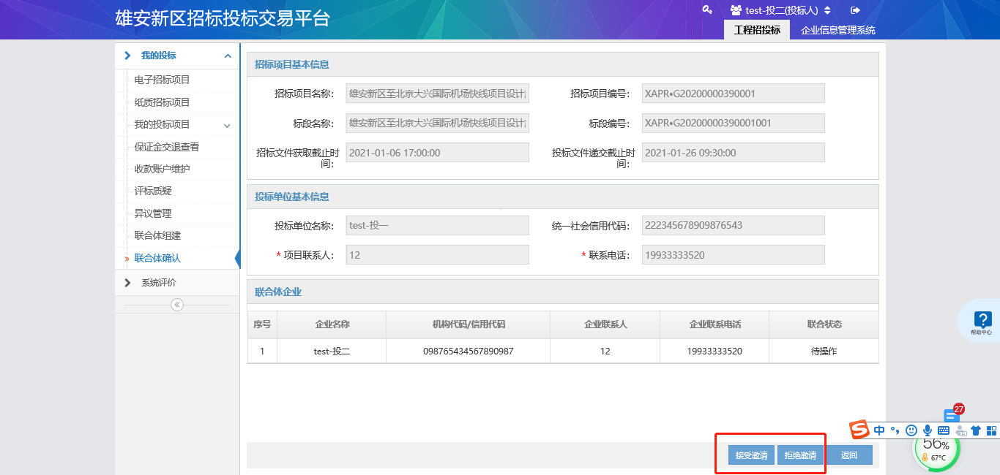 雄安新区招标投标交易平台
test-投二(投标人)
工程招投标
企业信息管理系统
我的投标
电子招标项目
纸质招标项目
我的投标项目
保证金交退查看
收款账户维护
评标质疑
异议管理
联合体组建
联合体确认
系统评价
招标项目基本信息
招标项目名称：
雄安新区至北京大兴国际机场快线项目设计
招标项目编号：
XAPR•G20200000390001
标段名称：
雄安新区至北京大兴国际机场快线项目设计
标段编号：
XAPR•G20200000390001001
招标文件获取截止时
间：
2021-01-06 17:00:00
投标文件递交截止时
间：
2021-01-26 09:30:00
投标单位基本信息
投标单位名称：
test-投一
统一社会信用代码：
222345678909876543
* 项目联系人：
12
* 联系电话：
19933333520
联合体企业
序号 企业名称 机构代码/信用代码 企业联系人 企业联系电话 联合状态
1 test-投二 098765434567890987 12 19933333520 待操作
接受邀请
拒绝邀请
返回
帮助中心
27
S 中
56%
67°C